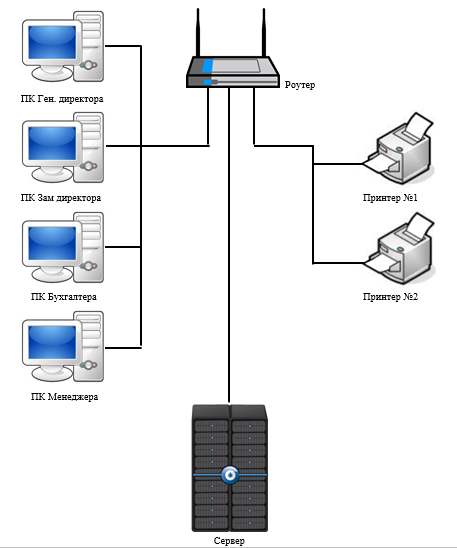 ПК Ген. директора
Роутер
ПК Зам директора
Принтер №1
ПК Бухгалтера
Принтер №2
ПК Менеджера
Сервер